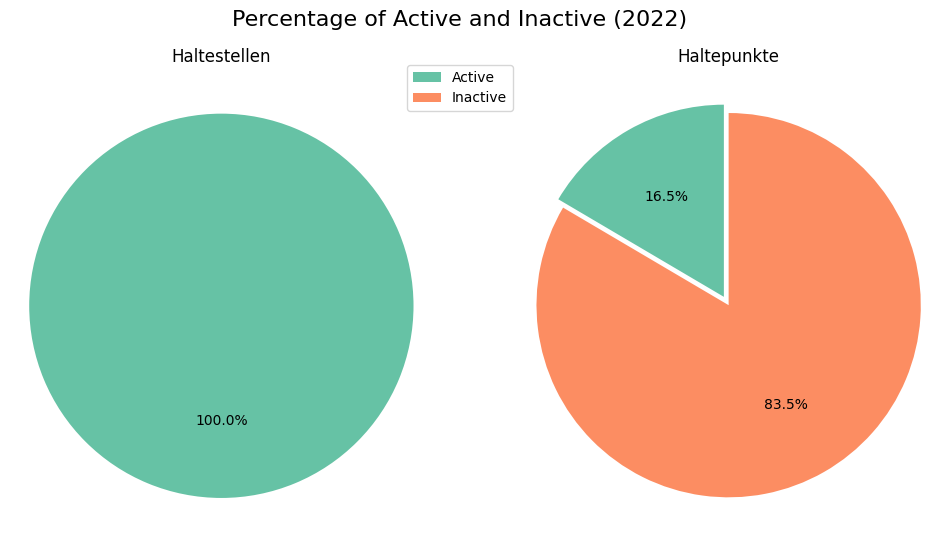 Percentage of Active and Inactive (2022)
Haltestellen
Haltepunkte
Active
Inactive
16.5%
83.5%
100.0%